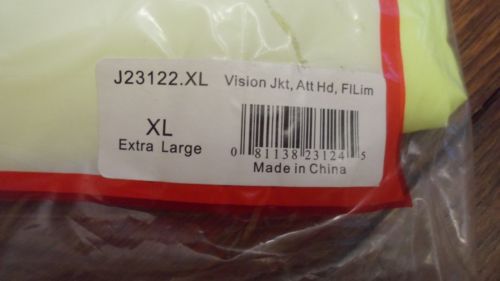 J23122.XL Vision Jkt, Att Hd, FlLim
XL
Extra Large
0 81138 23124 5
Made in China